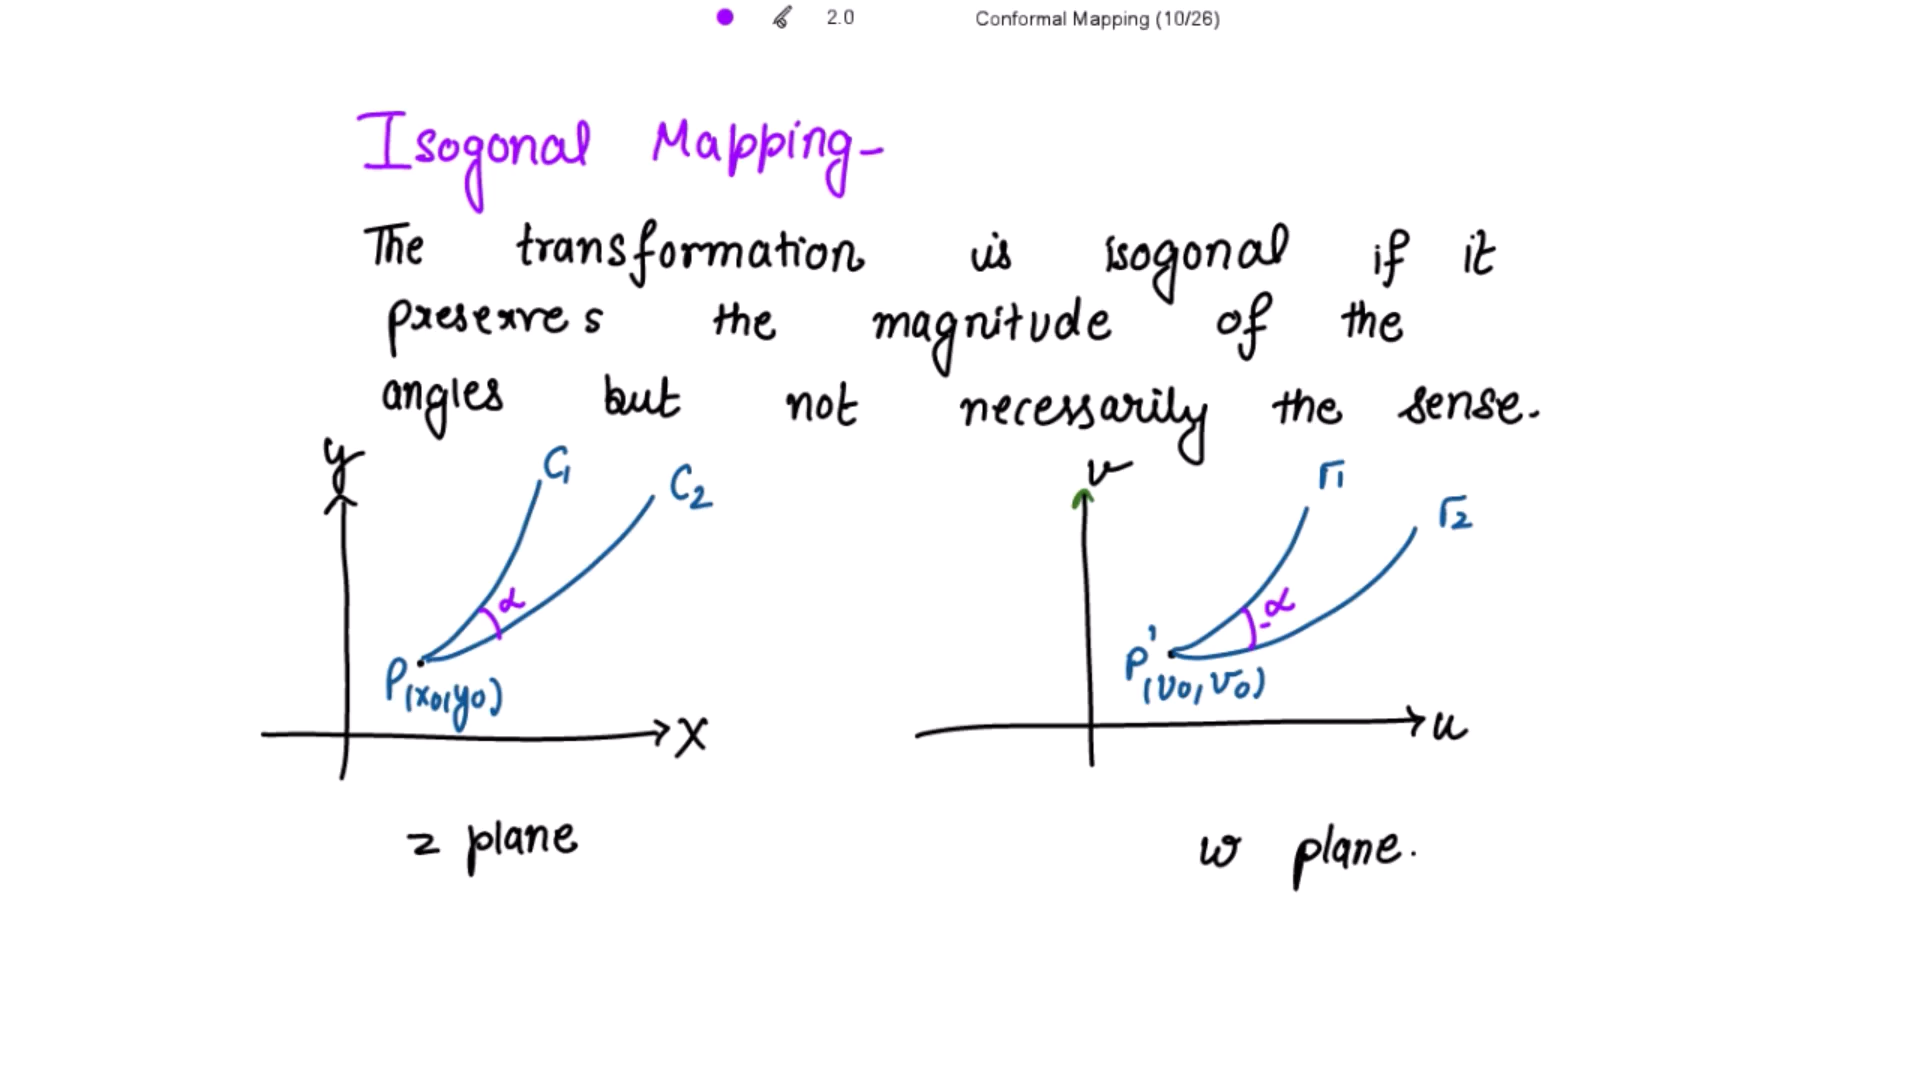 2.0 Conformal Mapping (10/26)
Isogonal Mapping-
The transformation is isogonal if it
preserves the magnitude of the
angles but not necessarily the sense.
y C1 C2
α
P(x0,y0)
X
z plane
v Γ1 Γ2
-α
P'(u0,v0)
u
w plane.